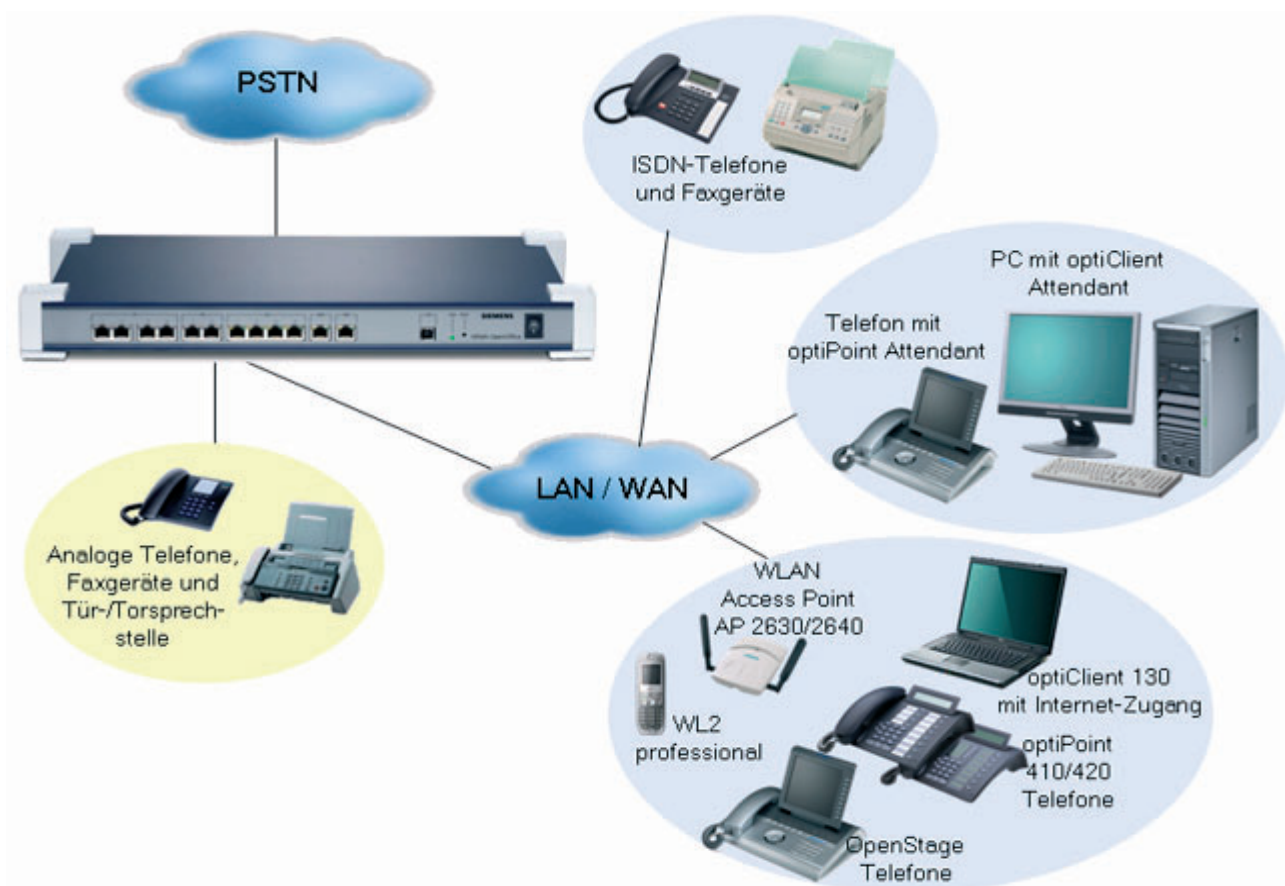 PSTN
ISDN-Telefone
und Faxgeräte
PC mit optiClient
Attendant
Telefon mit
optiPoint Attendant
SIEMENS
LAN / WAN
Analoge Telefone,
Faxgeräte und
Tür-/Torsprech-
stelle
WLAN
Access Point
AP 2630/2640
optiClient 130
mit Internet-Zugang
WL2
professional
optiPoint
410/420
Telefone
OpenStage
Telefone